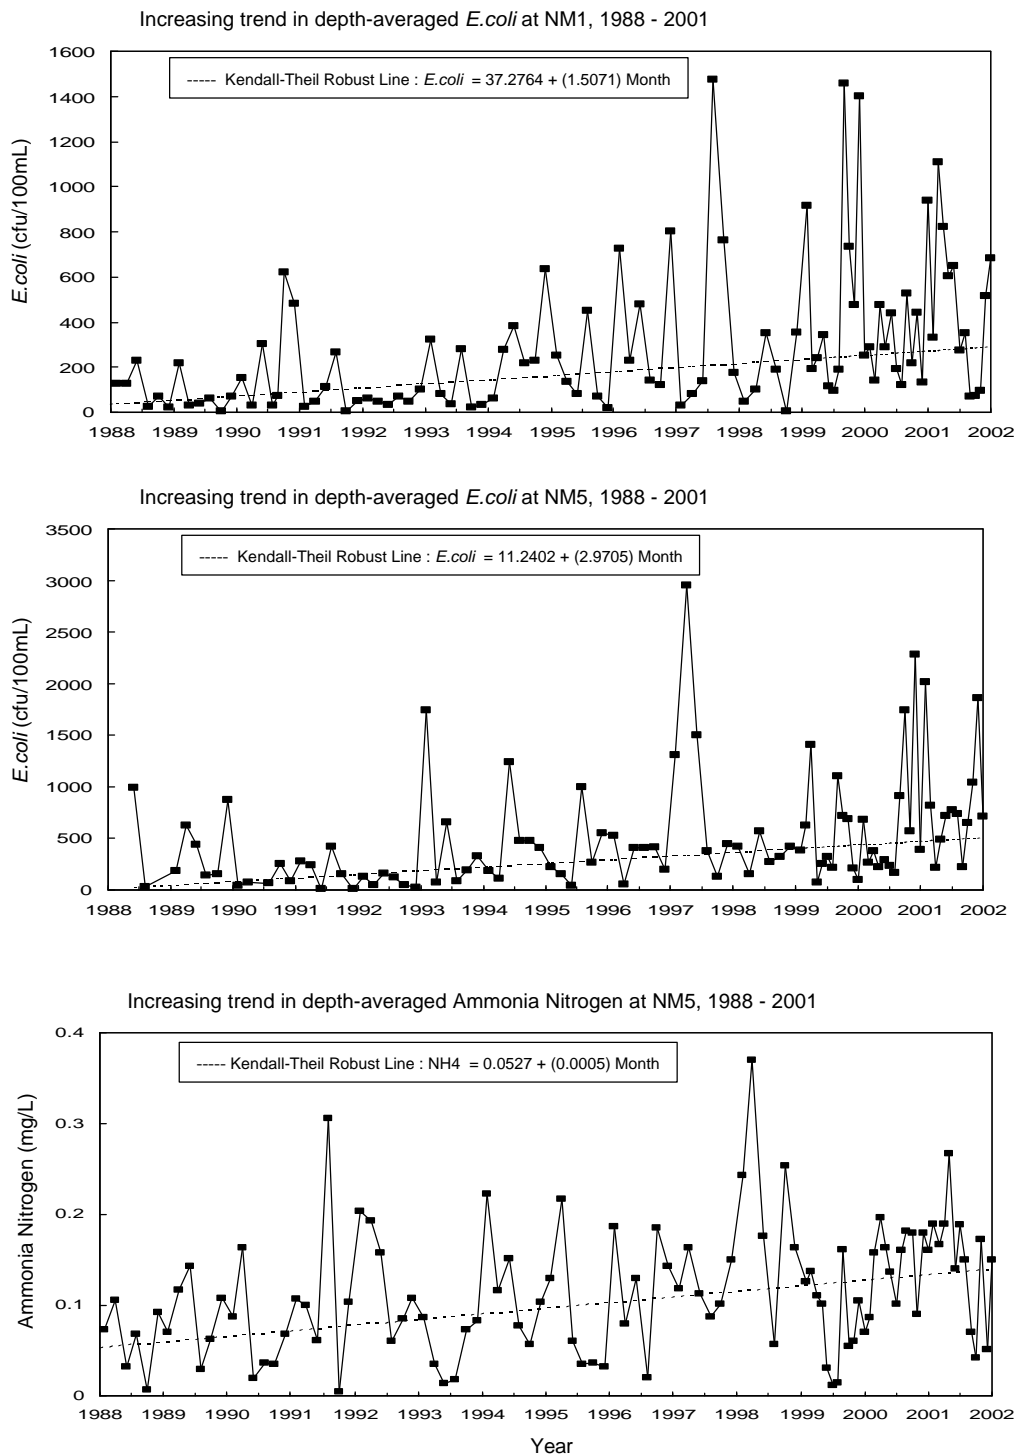 Increasing trend in depth-averaged E.coli at NM1, 1988 - 2001
1600
1400
1200
1000
800
600
400
200
0
E.coli (cfu/100mL)
----- Kendall-Theil Robust Line : E.coli = 37.2764 + (1.5071) Month
1988 1989 1990 1991 1992 1993 1994 1995 1996 1997 1998 1999 2000 2001 2002
Increasing trend in depth-averaged E.coli at NM5, 1988 - 2001
3500
3000
2500
2000
1500
1000
500
0
E.coli (cfu/100mL)
----- Kendall-Theil Robust Line : E.coli = 11.2402 + (2.9705) Month
1988 1989 1990 1991 1992 1993 1994 1995 1996 1997 1998 1999 2000 2001 2002
Increasing trend in depth-averaged Ammonia Nitrogen at NM5, 1988 - 2001
0.4
0.3
0.2
0.1
0
Ammonia Nitrogen (mg/L)
----- Kendall-Theil Robust Line : NH4 = 0.0527 + (0.0005) Month
1988 1989 1990 1991 1992 1993 1994 1995 1996 1997 1998 1999 2000 2001 2002
Year